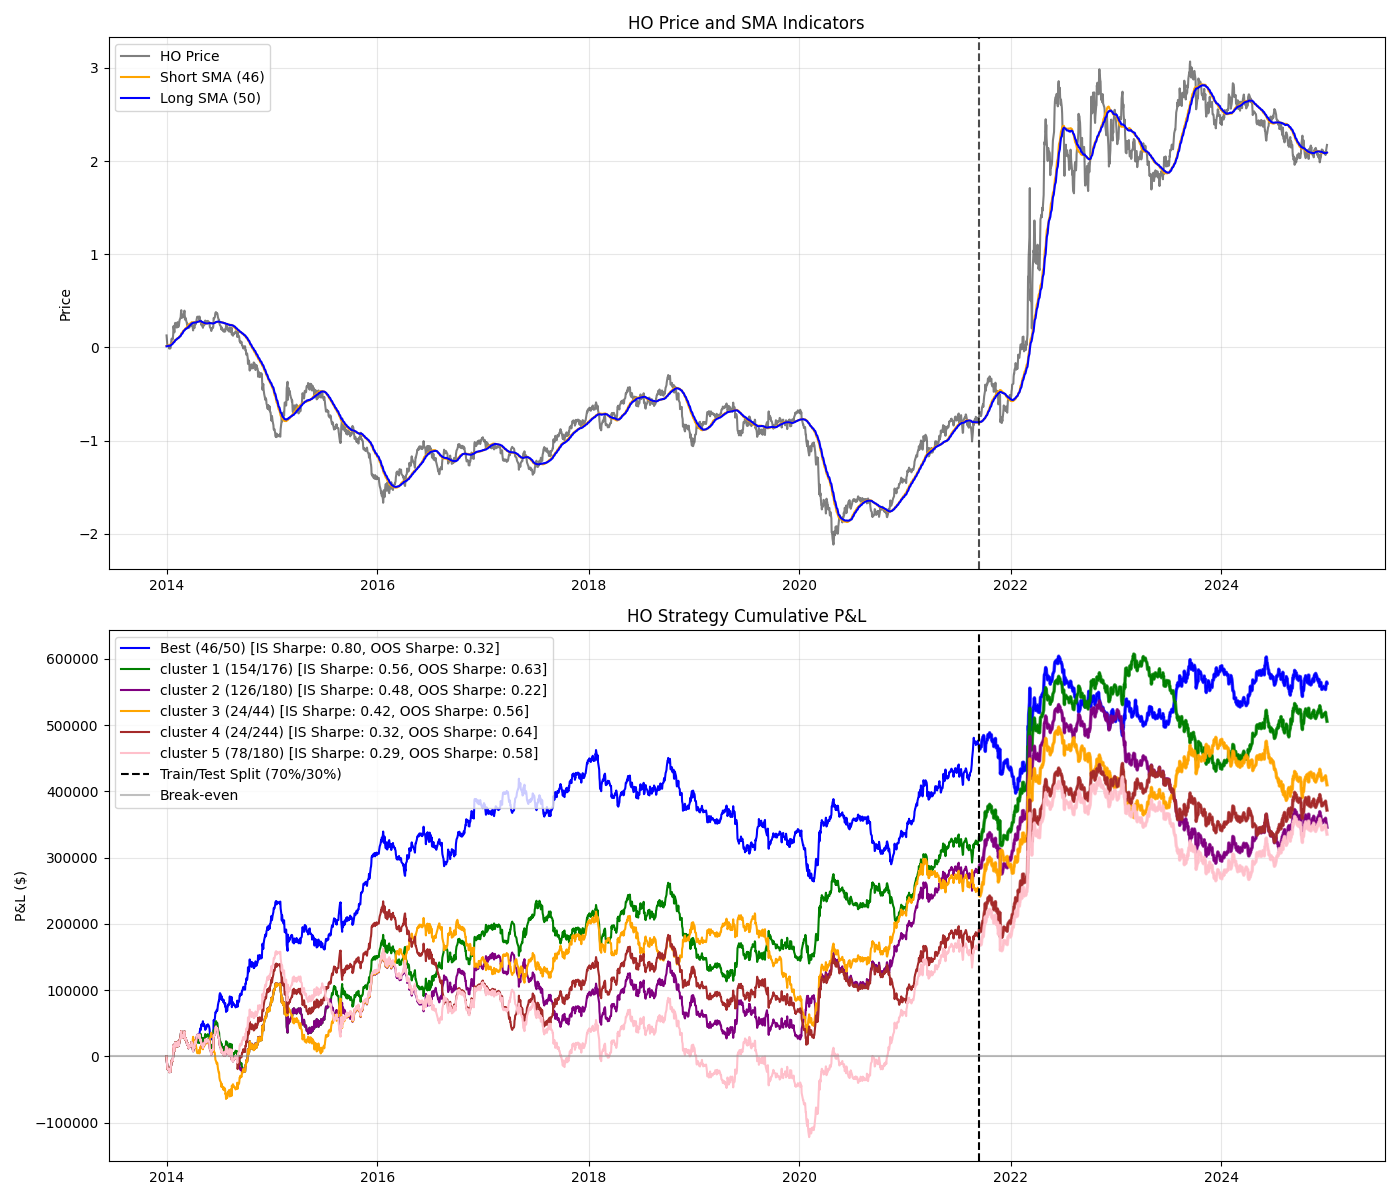 HO Price and SMA Indicators
HO Price
Short SMA (46)
Long SMA (50)
Price
3
2
1
0
−1
−2
2014 2016 2018 2020 2022 2024
HO Strategy Cumulative P&L
Best (46/50) [IS Sharpe: 0.80, OOS Sharpe: 0.32]
cluster 1 (154/176) [IS Sharpe: 0.56, OOS Sharpe: 0.63]
cluster 2 (126/180) [IS Sharpe: 0.48, OOS Sharpe: 0.22]
cluster 3 (24/44) [IS Sharpe: 0.42, OOS Sharpe: 0.56]
cluster 4 (24/244) [IS Sharpe: 0.32, OOS Sharpe: 0.64]
cluster 5 (78/180) [IS Sharpe: 0.29, OOS Sharpe: 0.58]
Train/Test Split (70%/30%)
Break-even
P&L ($)
600000
500000
400000
300000
200000
100000
0
−100000
2014 2016 2018 2020 2022 2024